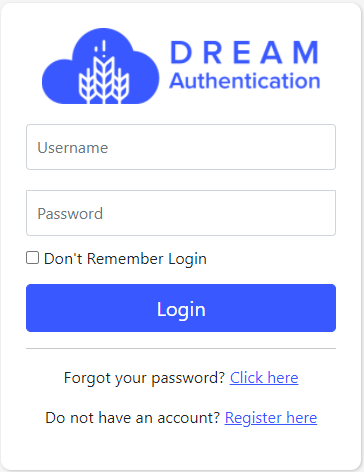 DREAM
Authentication
Username
Password
Don't Remember Login
Login
Forgot your password? Click here
Do not have an account? Register here